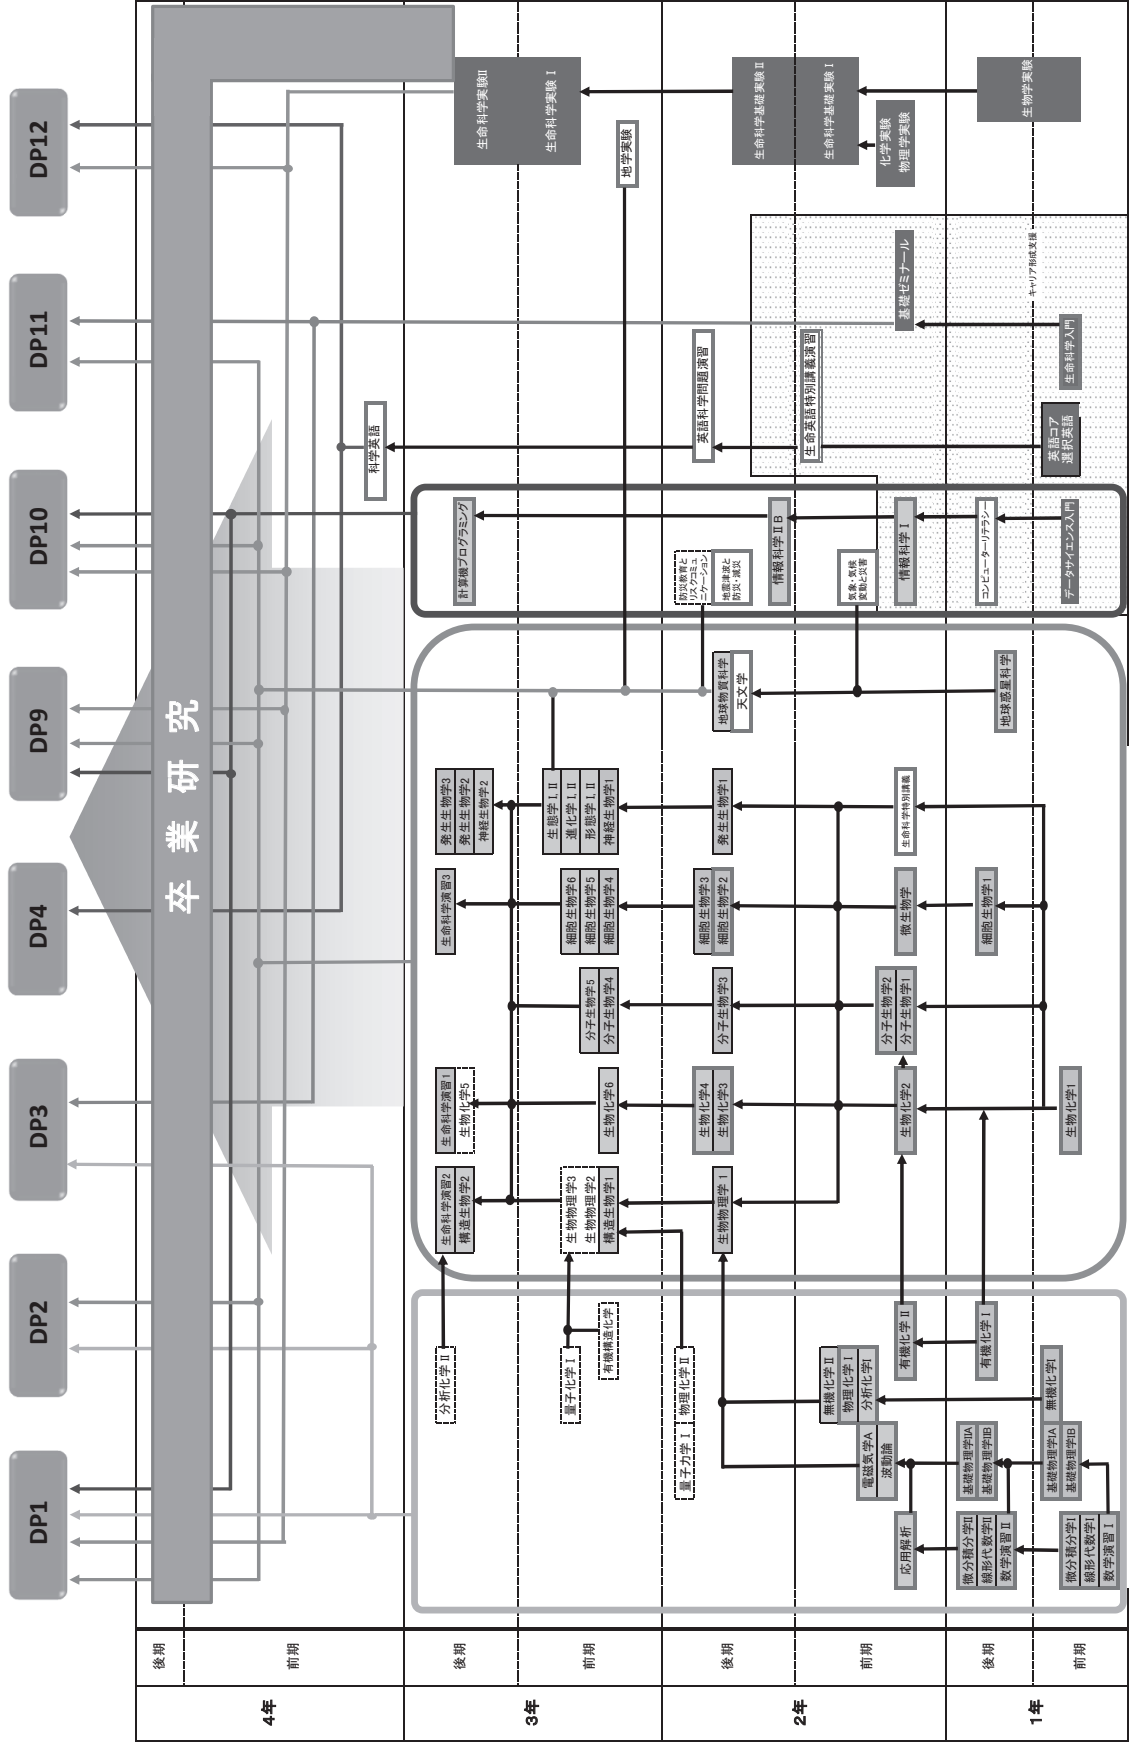 DP1
DP2
DP3
DP4
DP9
DP10
DP11
DP12
卒業研究
4年
後期
前期
科学英語
3年
後期
前期
分析化学Ⅱ
生命科学演習2
構造生物学2
生命科学演習1
生物化学5
生命科学演習3
発生生物学3
発生生物学2
神経生物学2
計算機プログラミング
生命科学実験Ⅱ
生命科学実験Ⅰ
量子化学Ⅰ
有機構造化学
生物物理学3
生物物理学2
構造生物学1
生物化学6
分子生物学5
分子生物学4
細胞生物学6
細胞生物学5
細胞生物学4
生態学Ⅰ,Ⅱ
進化学Ⅰ,Ⅱ
形態学Ⅰ,Ⅱ
神経生物学1
地学実験
2年
後期
前期
量子力学Ⅰ
物理化学Ⅱ
生物物理学1
生物化学4
生物化学3
分子生物学3
細胞生物学3
細胞生物学2
発生生物学1
地球物質科学
天文学
防災教育と
リスクコミュ
ニケーション
地震津波と
防災・減災
情報科学ⅡB
英語科学問題演習
生命科学基礎実験Ⅱ
生命科学基礎実験Ⅰ
応用解析
電磁気学A
波動論
無機化学Ⅱ
物理化学Ⅰ
分析化学Ⅰ
有機化学Ⅱ
生物化学2
分子生物学2
分子生物学1
微生物学
生命科学特別講義
気象・気候
変動と災害
情報科学Ⅰ
生命英語特別講義演習
基礎ゼミナール
化学実験
物理学実験
1年
後期
前期
微分積分学Ⅱ
線形代数学Ⅱ
数学演習Ⅱ
基礎物理学ⅡA
基礎物理学ⅡB
有機化学Ⅰ
細胞生物学1
地球惑星科学
コンピューターリテラシー
キャリア形成支援
生物学実験
微分積分学Ⅰ
線形代数学Ⅰ
数学演習Ⅰ
基礎物理学ⅠA
基礎物理学ⅠB
無機化学Ⅰ
生物化学1
データサイエンス入門
英語コア
選択英語
生命科学入門